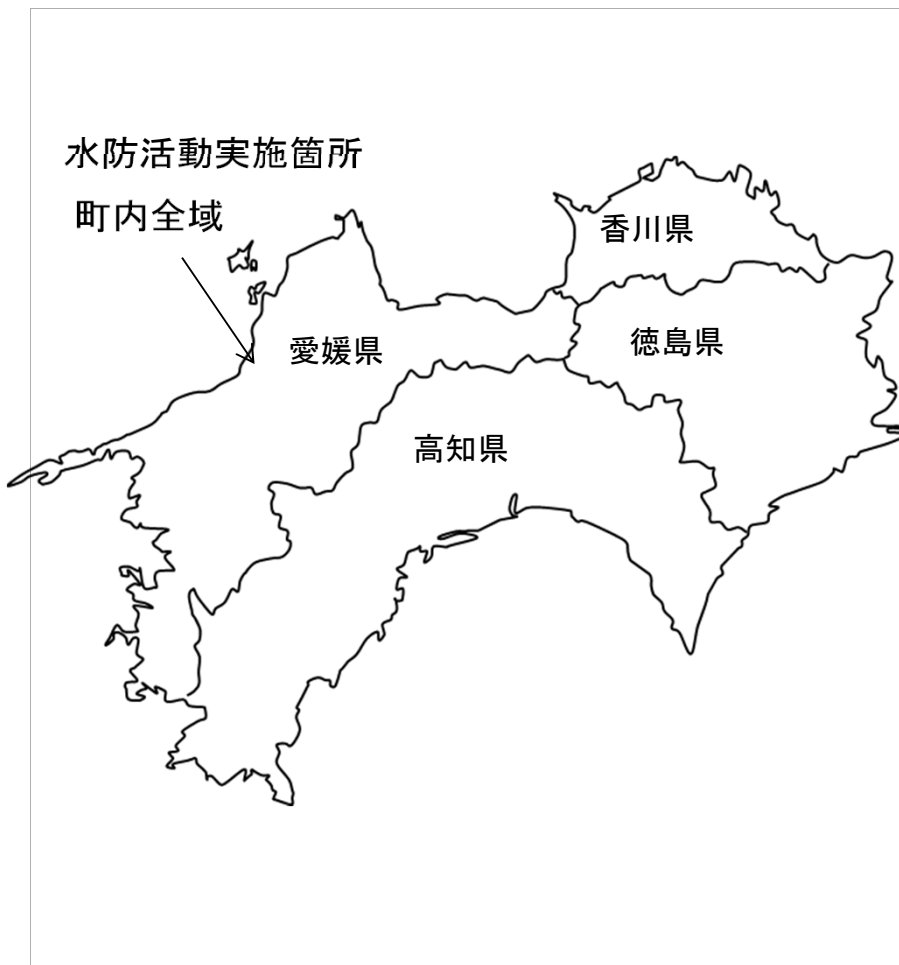 水防活動実施箇所
町内全域
香川県
徳島県
愛媛県
高知県